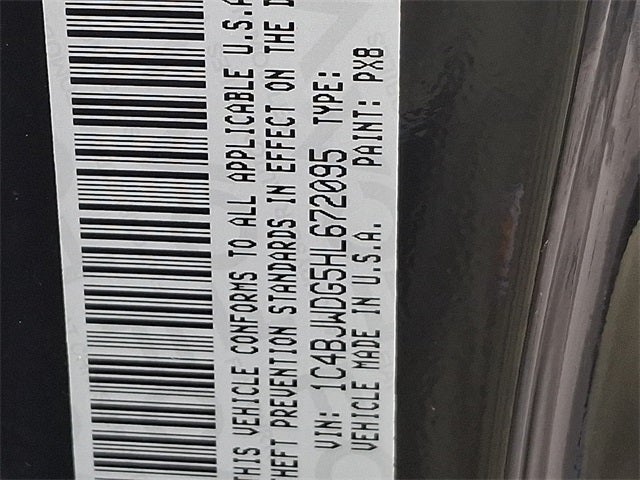 THIS VEHICLE CONFORMS TO ALL APPLICABLE U.S.A
THEFT PREVENTION STANDARDS IN EFFECT ON THE D
VIN: 1C4BJWDG5HL672095 TYPE:
VEHICLE MADE IN U.S.A. PAINT: PX8